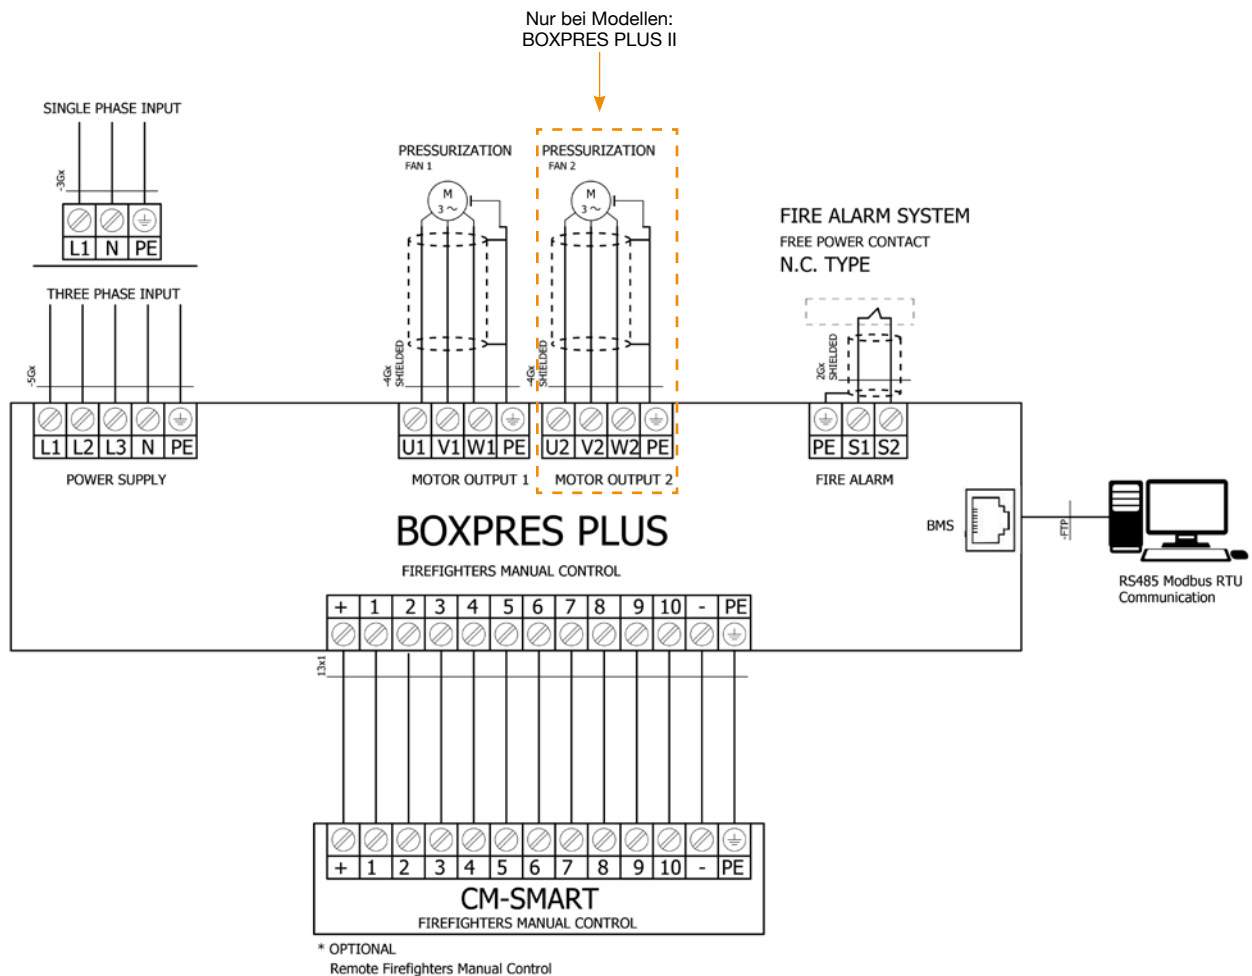 Nur bei Modellen:
BOXPRES PLUS II
SINGLE PHASE INPUT
-3Gx
L1 N PE
THREE PHASE INPUT
-5Gx
L1 L2 L3 N PE
POWER SUPPLY
PRESSURIZATION
FAN 1
M
3~
-4Gx
SHIELDED
U1 V1 W1 PE
MOTOR OUTPUT 1
PRESSURIZATION
FAN 2
M
3~
-4Gx
SHIELDED
U2 V2 W2 PE
MOTOR OUTPUT 2
FIRE ALARM SYSTEM
FREE POWER CONTACT
N.C. TYPE
2Gx
SHIELDED
PE S1 S2
FIRE ALARM
BMS
-FTP
RS485 Modbus RTU
Communication
BOXPRES PLUS
FIREFIGHTERS MANUAL CONTROL
+ 1 2 3 4 5 6 7 8 9 10 - PE
13x1
+ 1 2 3 4 5 6 7 8 9 10 - PE
CM-SMART
FIREFIGHTERS MANUAL CONTROL
* OPTIONAL
Remote Firefighters Manual Control